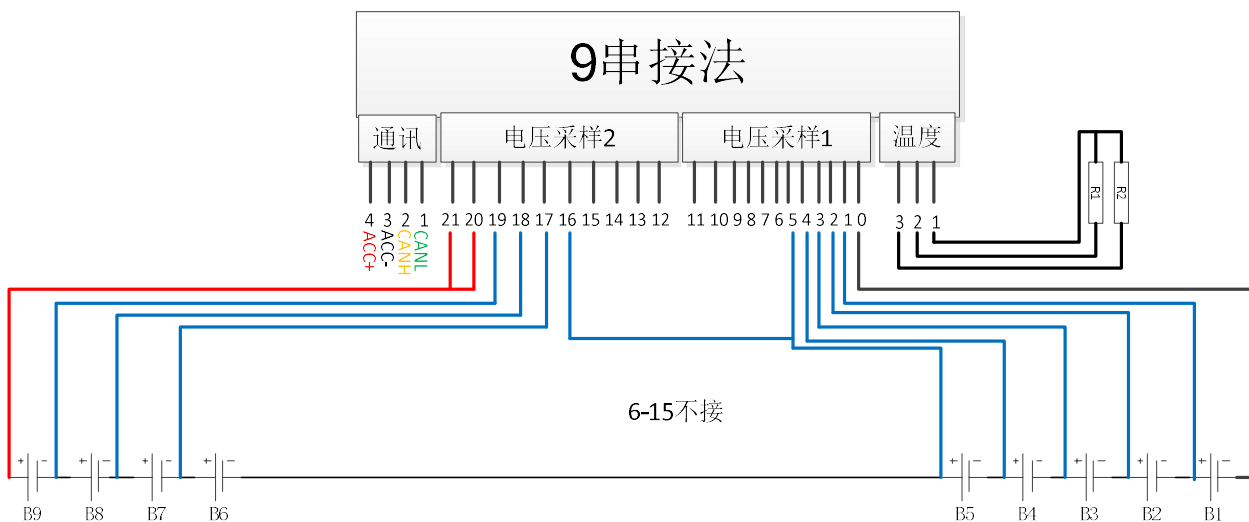 9串接法
通讯 电压采样2 电压采样1 温度
4 3 2 1 21 20 19 18 17 16 15 14 13 12 11 10 9 8 7 6 5 4 3 2 1 0 3 2 1
ACC+ ACC- CANH CANL
R1 R2
6-15不接
+ - + - + - + - + - + - + - + - + -
B9 B8 B7 B6 B5 B4 B3 B2 B1